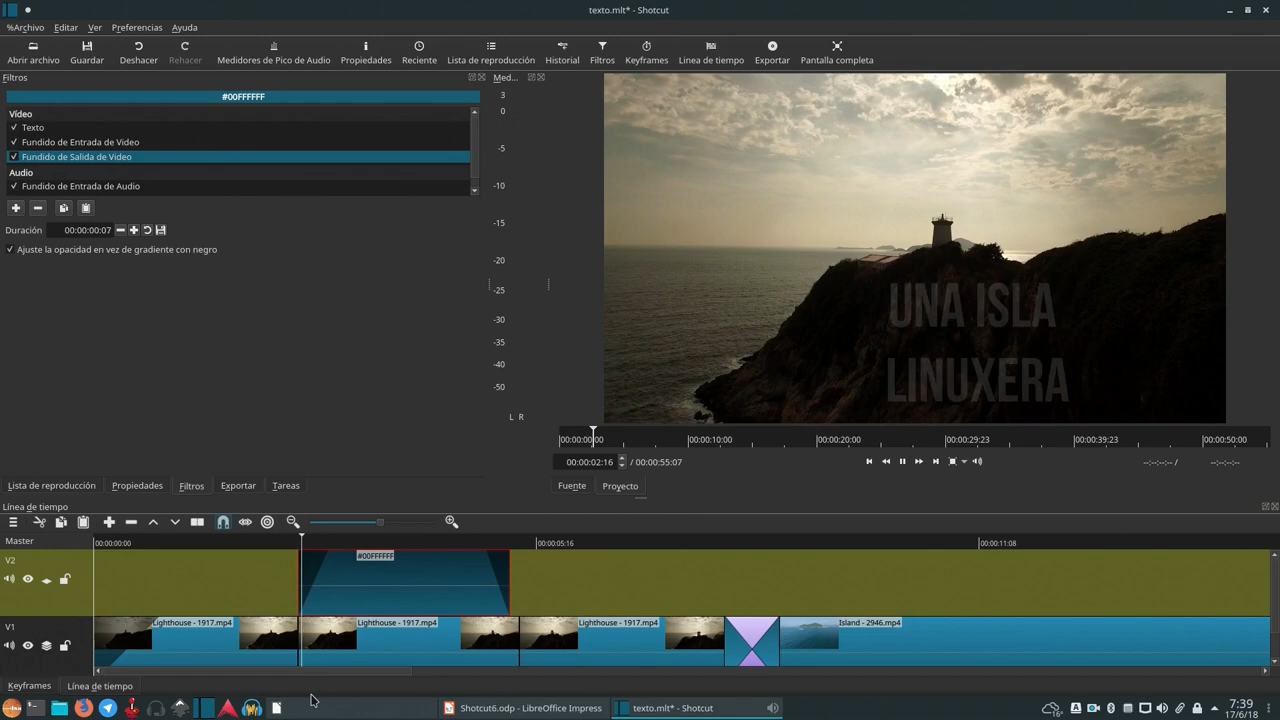 texto.mlt* - Shotcut
%Archivo Editar Ver Preferencias Ayuda
Abrir archivo Guardar Deshacer Rehacer Medidores de Pico de Audio Propiedades Reciente Lista de reproducción Historial Filtros Keyframes Linea de tiempo Exportar Pantalla completa
Filtros
Med...
#00FFFFFF
Vídeo
✓ Texto
✓ Fundido de Entrada de Video
✓ Fundido de Salida de Video
Audio
✓ Fundido de Entrada de Audio
Duración 00:00:00:07
✓ Ajuste la opacidad en vez de gradiente con negro
3
0
-5
-10
-15
-20
-25
-30
-35
-40
-50
L R
UNA ISLA
LINUXERA
00:00:00:00 00:00:10:00 00:00:20:00 00:00:29:23 00:00:39:23 00:00:50:00
00:00:02:16 / 00:00:55:07 --:--:--:-- / --:--:--:--
Lista de reproducción Propiedades Filtros Exportar Tareas
Fuente Proyecto
Línea de tiempo
Master
00:00:00:00 00:00:05:16 00:00:11:08
V2
#00FFFFFF
V1
Lighthouse - 1917.mp4 Lighthouse - 1917.mp4 Lighthouse - 1917.mp4 Island - 2946.mp4
Keyframes Línea de tiempo
Shotcut6.odp - LibreOffice Impress
texto.mlt* - Shotcut
16°
7:39
17/6/18